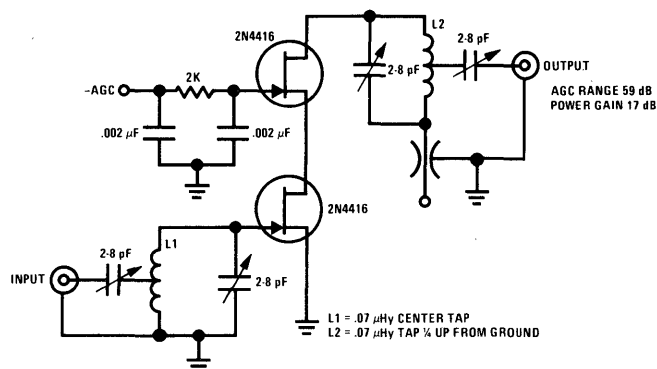 2N4416
L2
2-8 pF
2-8 pF
OUTPUT
AGC RANGE 59 dB
POWER GAIN 17 dB
-AGC
2K
.002 μF
.002 μF
2N4416
L1
2-8 pF
2-8 pF
INPUT
L1 = .07 μHy CENTER TAP
L2 = .07 μHy TAP ¼ UP FROM GROUND